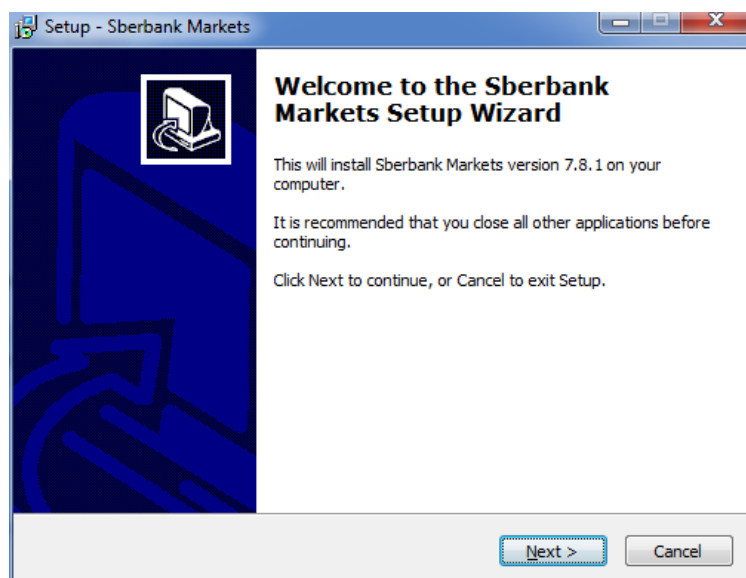 Setup - Sberbank Markets
Welcome to the Sberbank
Markets Setup Wizard
This will install Sberbank Markets version 7.8.1 on your
computer.
It is recommended that you close all other applications before
continuing.
Click Next to continue, or Cancel to exit Setup.
Next >
Cancel